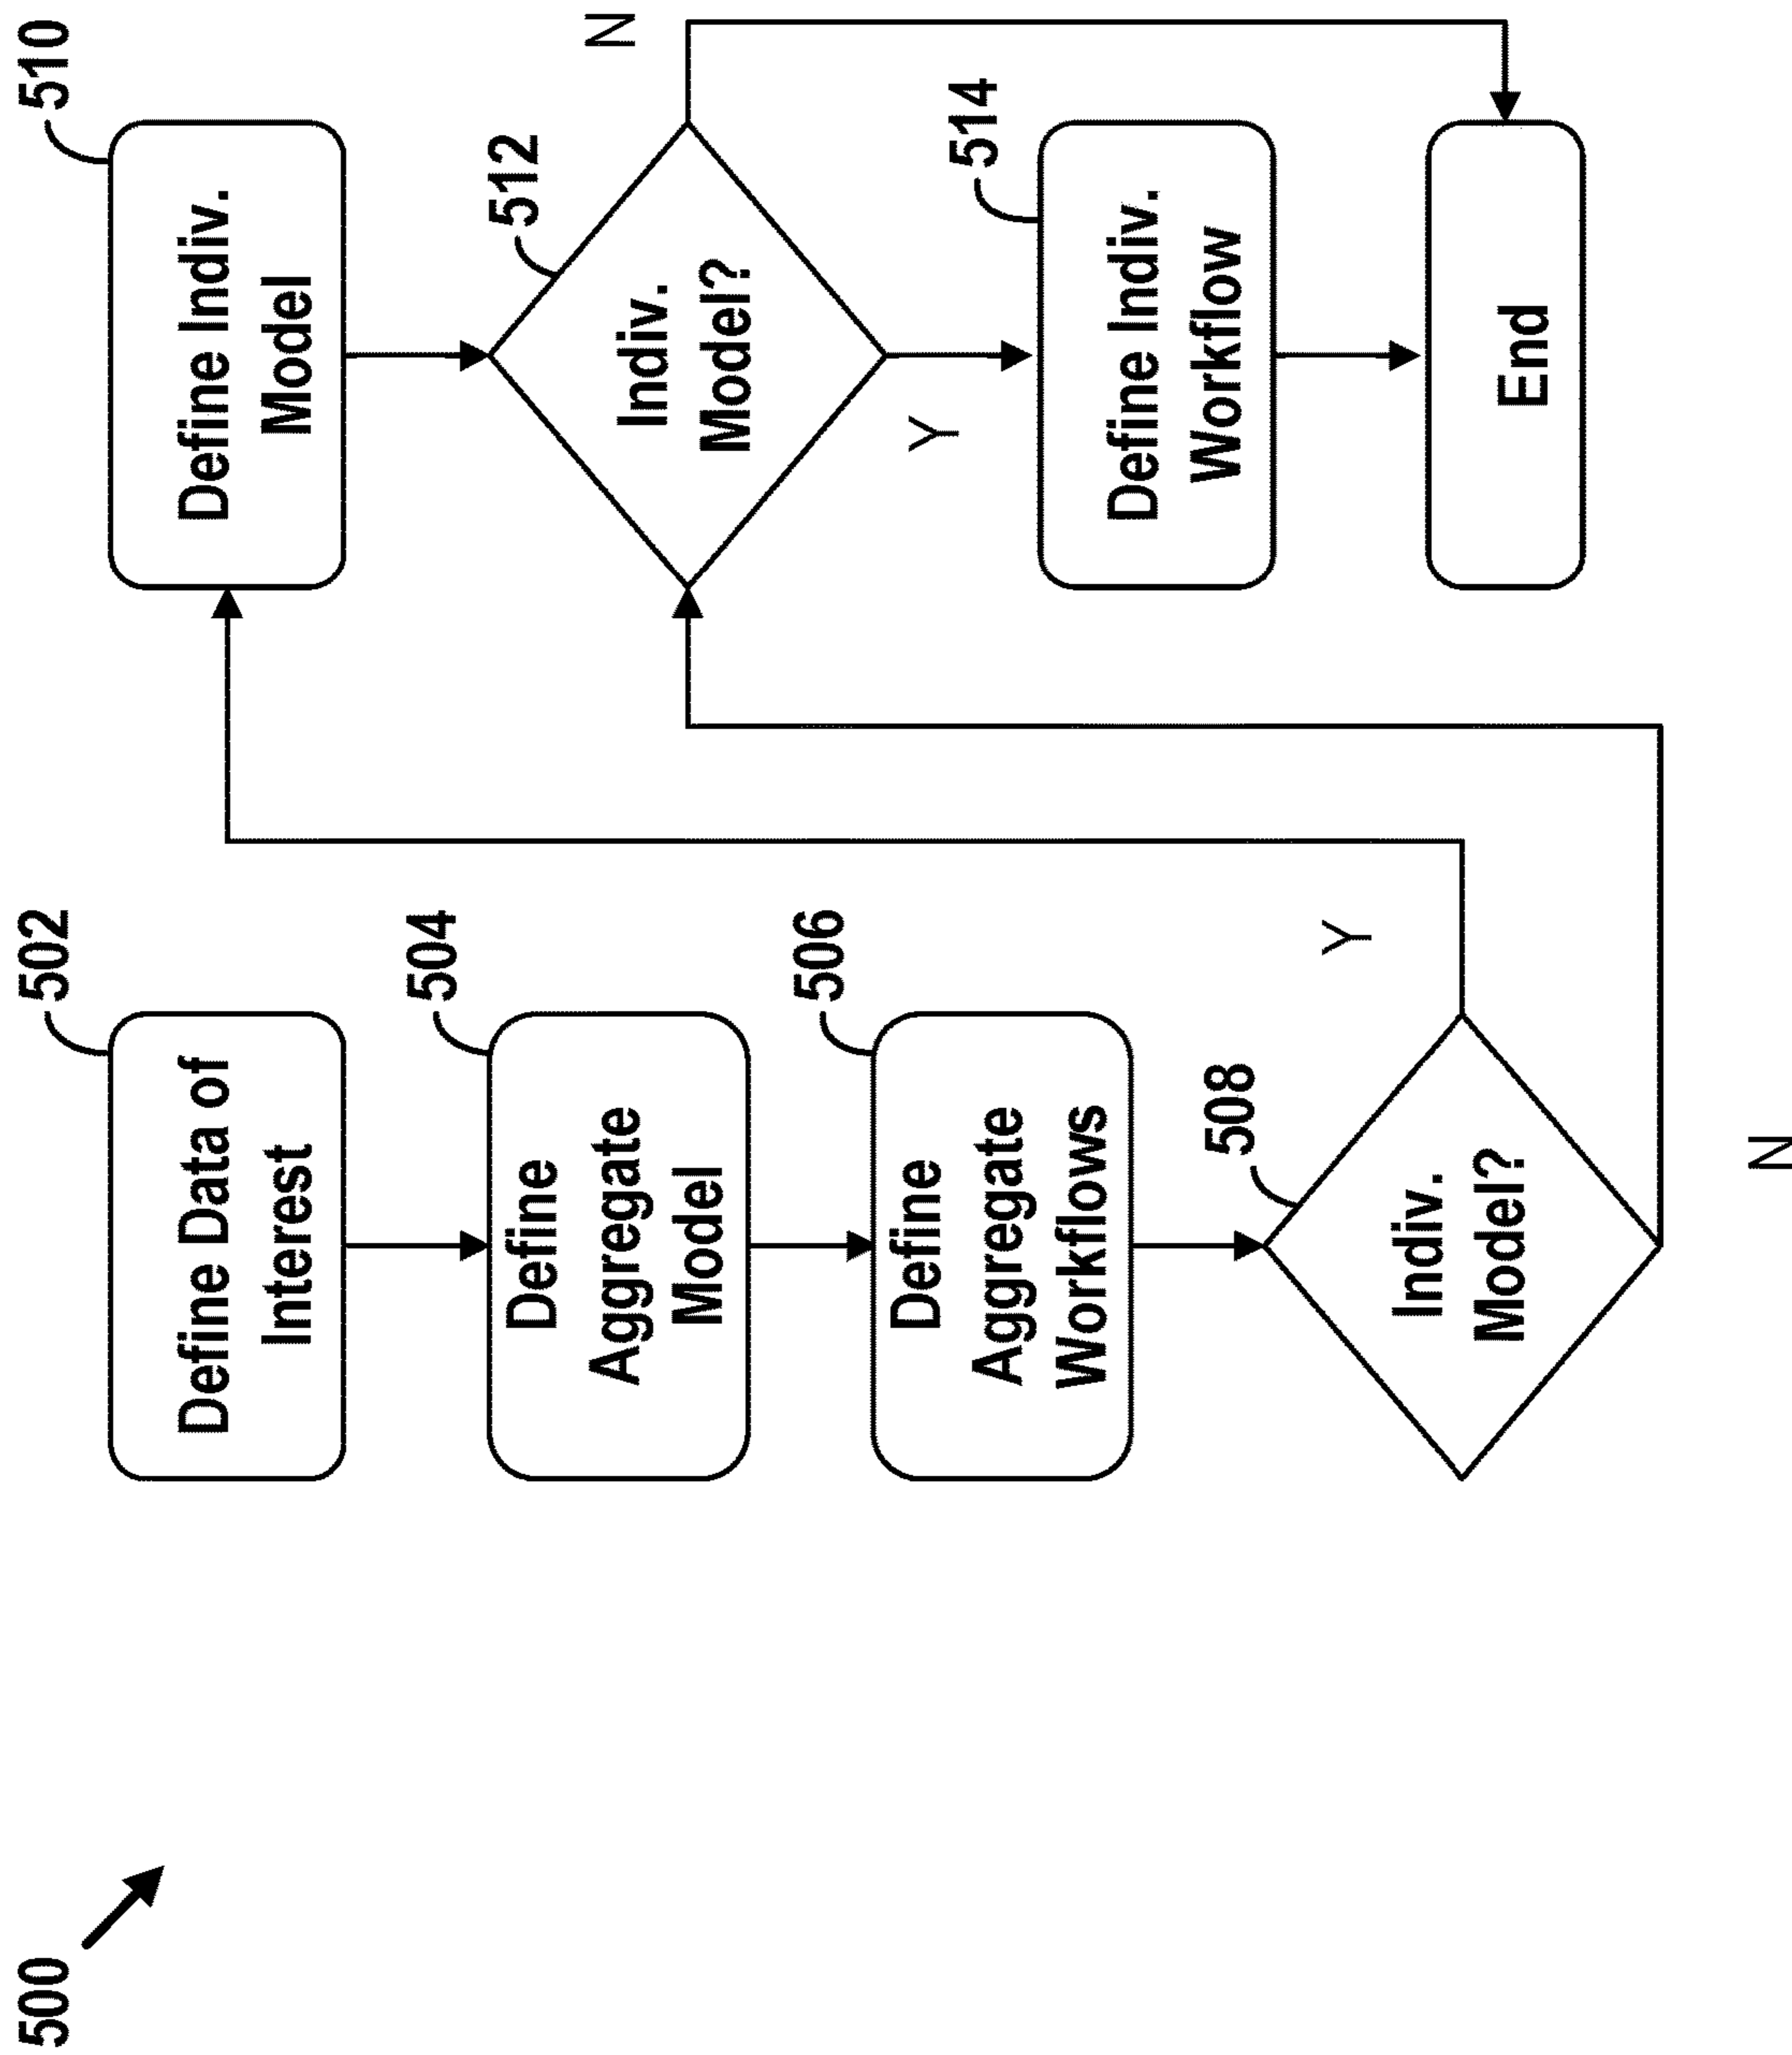 500
502
Define Data of
Interest
504
Define
Aggregate
Model
506
Define
Aggregate
Workflows
508
Indiv.
Model?
Y
N
510
Define Indiv.
Model
512
Indiv.
Model?
N
Y
514
Define Indiv.
Workflow
End